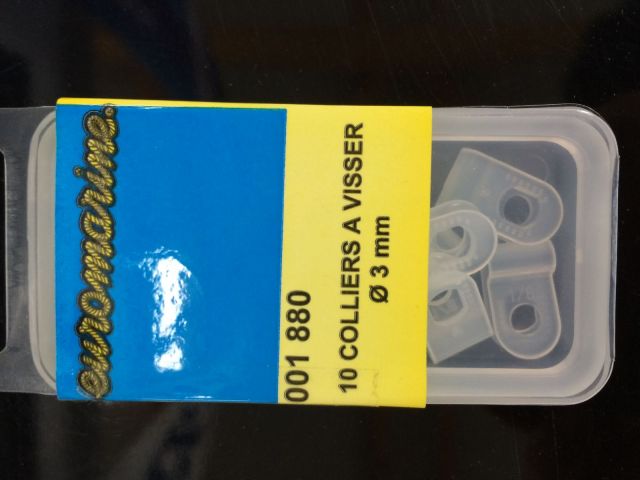 euromarine.
001 880
10 COLLIERS A VISSER
Ø 3 mm